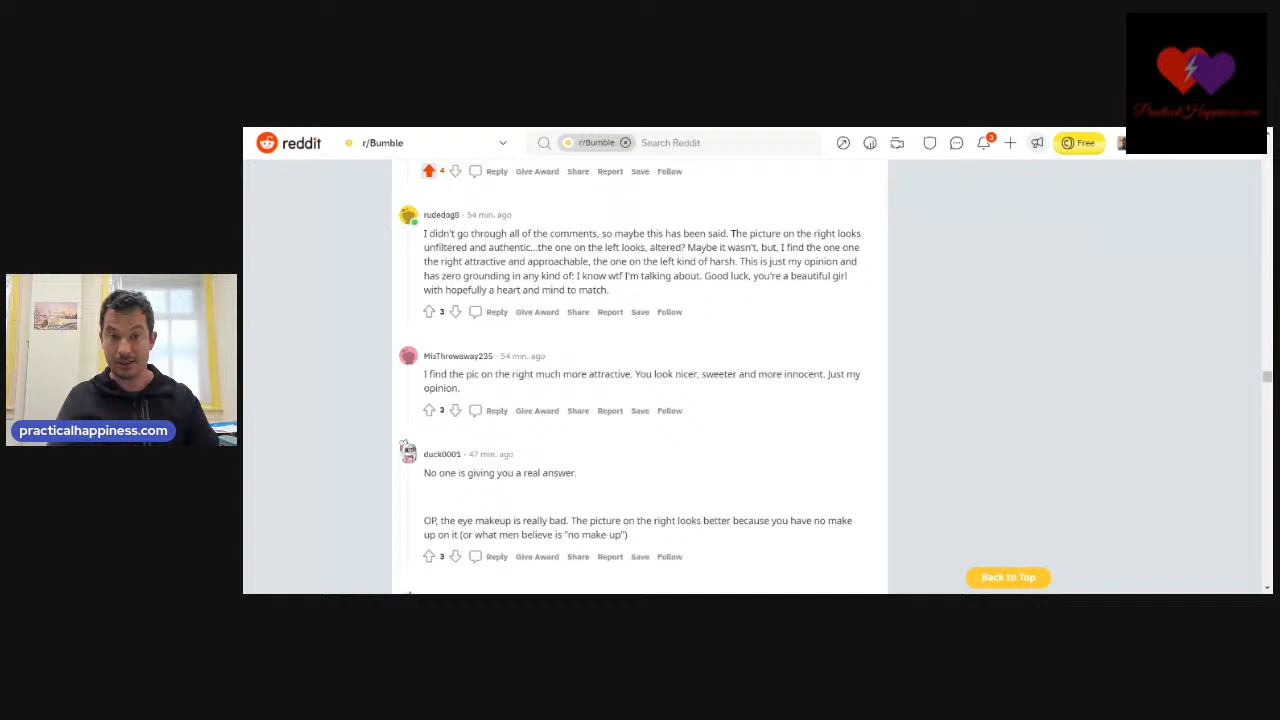 PracticalHappiness.com
reddit
r/Bumble
r/Bumble
Search Reddit
3
Free
4
Reply
Give Award
Share
Report
Save
Follow
rudedog8 · 54 min. ago
I didn't go through all of the comments, so maybe this has been said. The picture on the right looks
unfiltered and authentic...the one on the left looks, altered? Maybe it wasn't, but, I find the one one
the right attractive and approachable, the one on the left kind of harsh. This is just my opinion and
has zero grounding in any kind of: I know wtf I'm talking about. Good luck, you're a beautiful girl
with hopefully a heart and mind to match.
3
Reply
Give Award
Share
Report
Save
Follow
MisThrowaway235 · 54 min. ago
I find the pic on the right much more attractive. You look nicer, sweeter and more innocent. Just my
opinion.
3
Reply
Give Award
Share
Report
Save
Follow
practicalhappiness.com
duck0001 · 47 min. ago
No one is giving you a real answer.
OP, the eye makeup is really bad. The picture on the right looks better because you have no make
up on it (or what men believe is "no make-up")
3
Reply
Give Award
Share
Report
Save
Follow
Back to Top